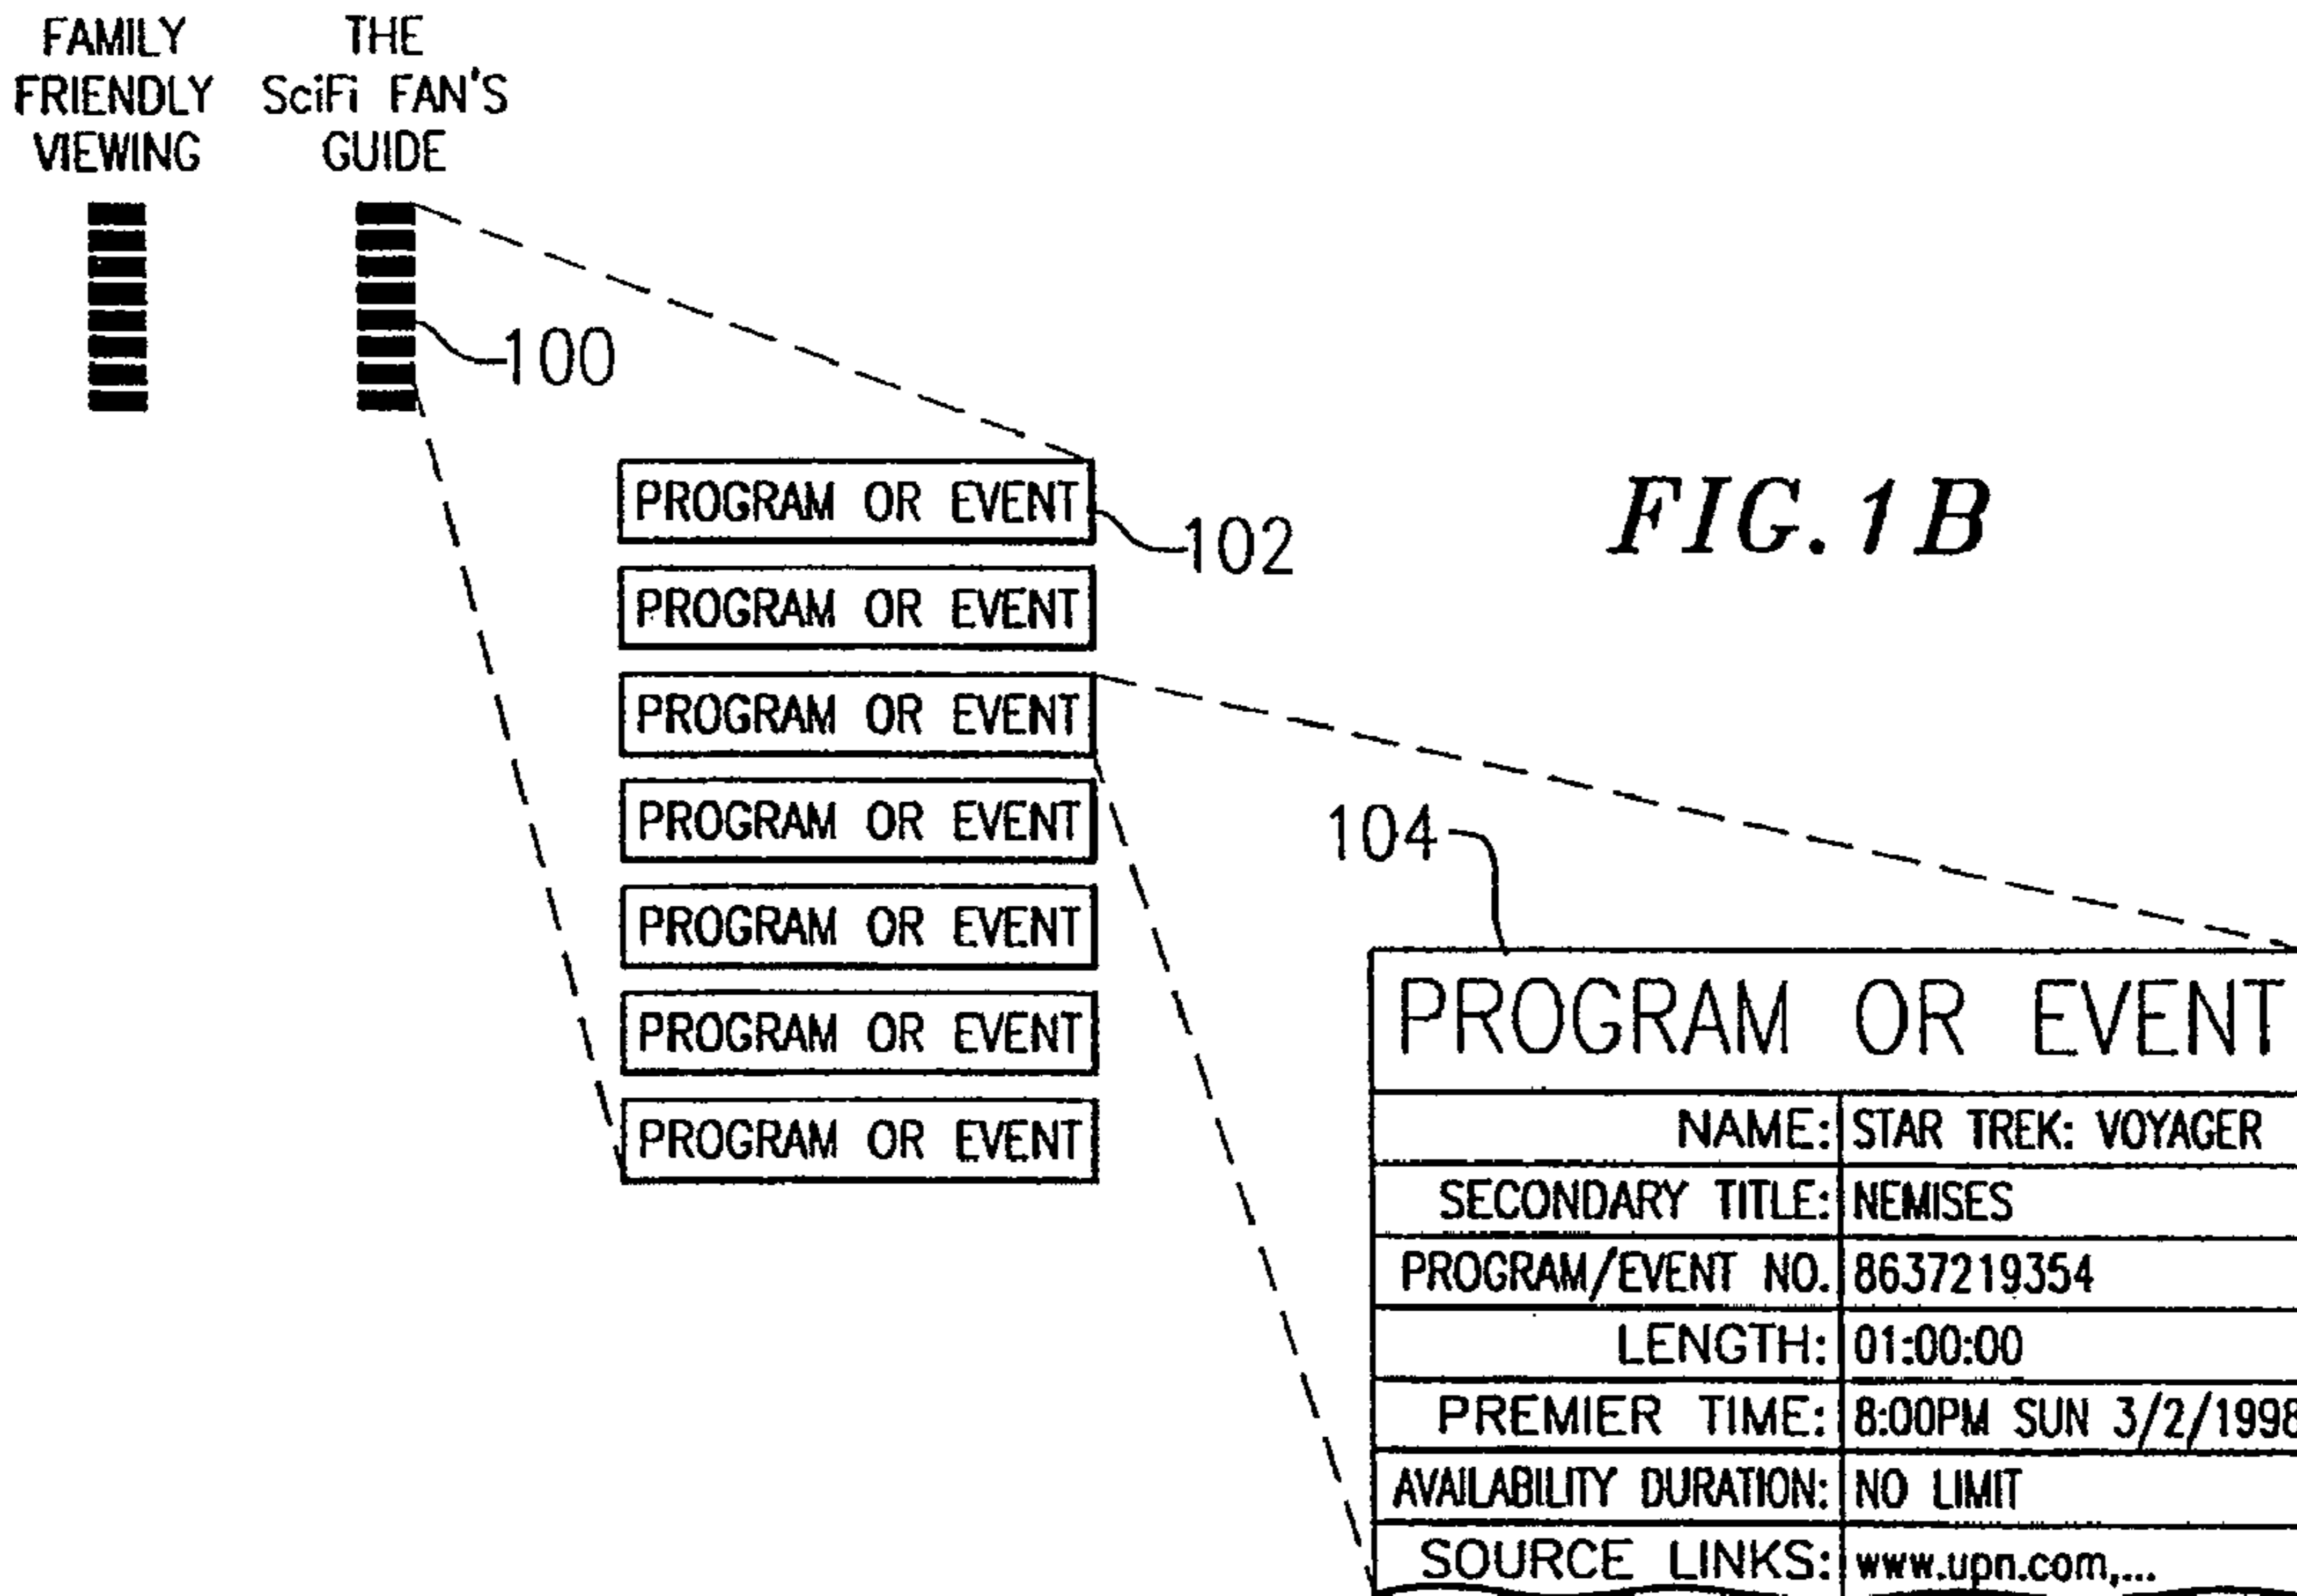 FAMILY
FRIENDLY
VIEWING
THE
SciFi FAN'S
GUIDE
100
PROGRAM OR EVENT
102
PROGRAM OR EVENT
PROGRAM OR EVENT
PROGRAM OR EVENT
PROGRAM OR EVENT
PROGRAM OR EVENT
PROGRAM OR EVENT
FIG. 1B
104
PROGRAM OR EVENT
NAME: STAR TREK: VOYAGER
SECONDARY TITLE: NEMISES
PROGRAM/EVENT NO. 8637219354
LENGTH: 01:00:00
PREMIER TIME: 8:00PM SUN 3/2/1998
AVAILABILITY DURATION: NO LIMIT
SOURCE LINKS: www.upn.com,...